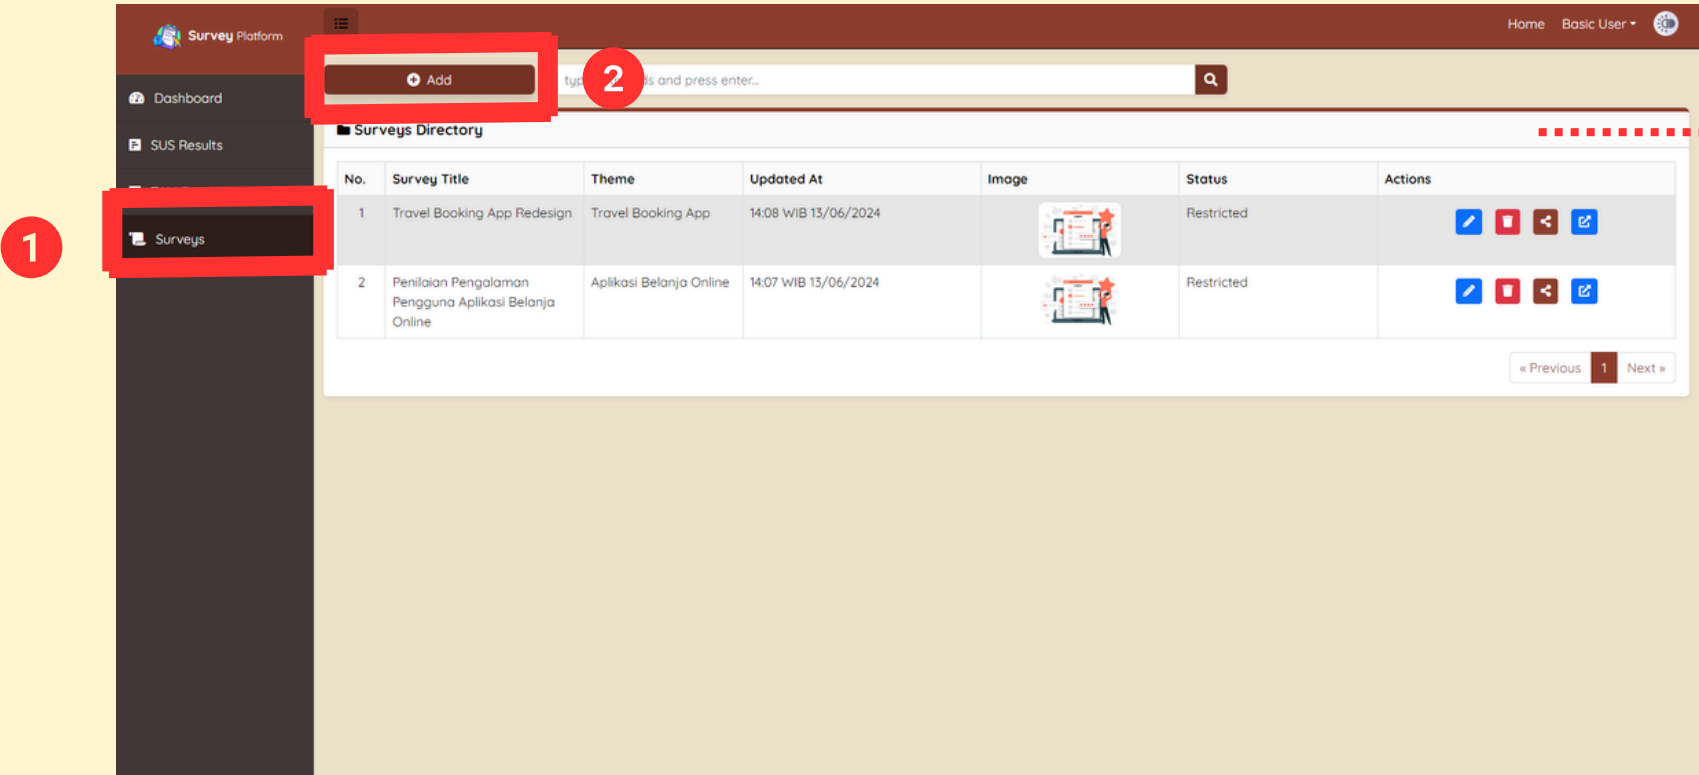 Survey Platform
Home Basic User
Add
and press enter...
2
Dashboard
Surveys Directory
SUS Results
No. Survey Title Theme Updated At Image Status Actions
1 Travel Booking App Redesign Travel Booking App 14:08 WIB 13/06/2024 Restricted
1
Surveys
2 Penilaian Pengalaman Aplikasi Belanja Online 14:07 WIB 13/06/2024 Restricted
Pengguna Aplikasi Belanja
Online
« Previous 1 Next »